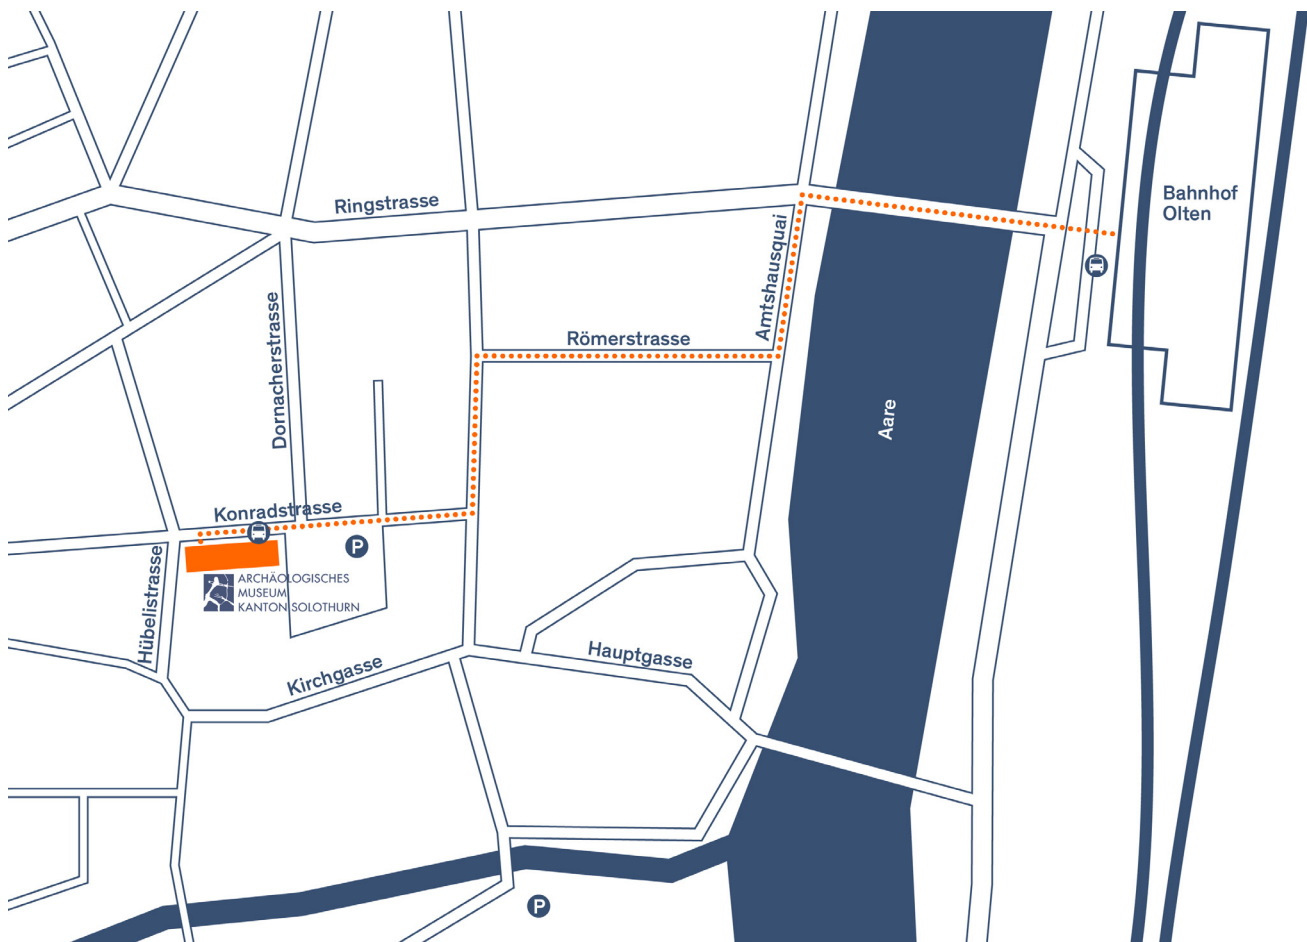 Ringstrasse
Bahnhof
Olten
Amtshausquai
Römerstrasse
Dornacherstrasse
Aare
Konradstrasse
P
Hübelistrasse
ARCHÄOLOGISCHES
MUSEUM
KANTON SOLOTHURN
Hauptgasse
Kirchgasse
P